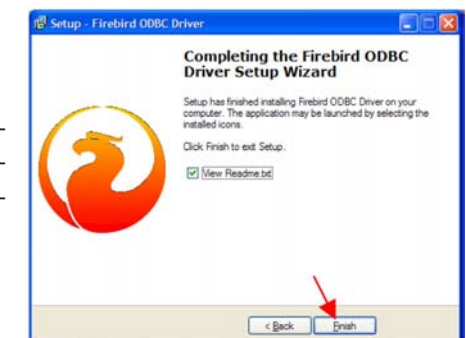 Setup - Firebird ODBC Driver
Completing the Firebird ODBC
Driver Setup Wizard
Setup has finished installing Firebird ODBC Driver on your
computer. The application may be launched by selecting the
installed icons.
Click Finish to exit Setup.
View Readme.txt
< Back
Finish